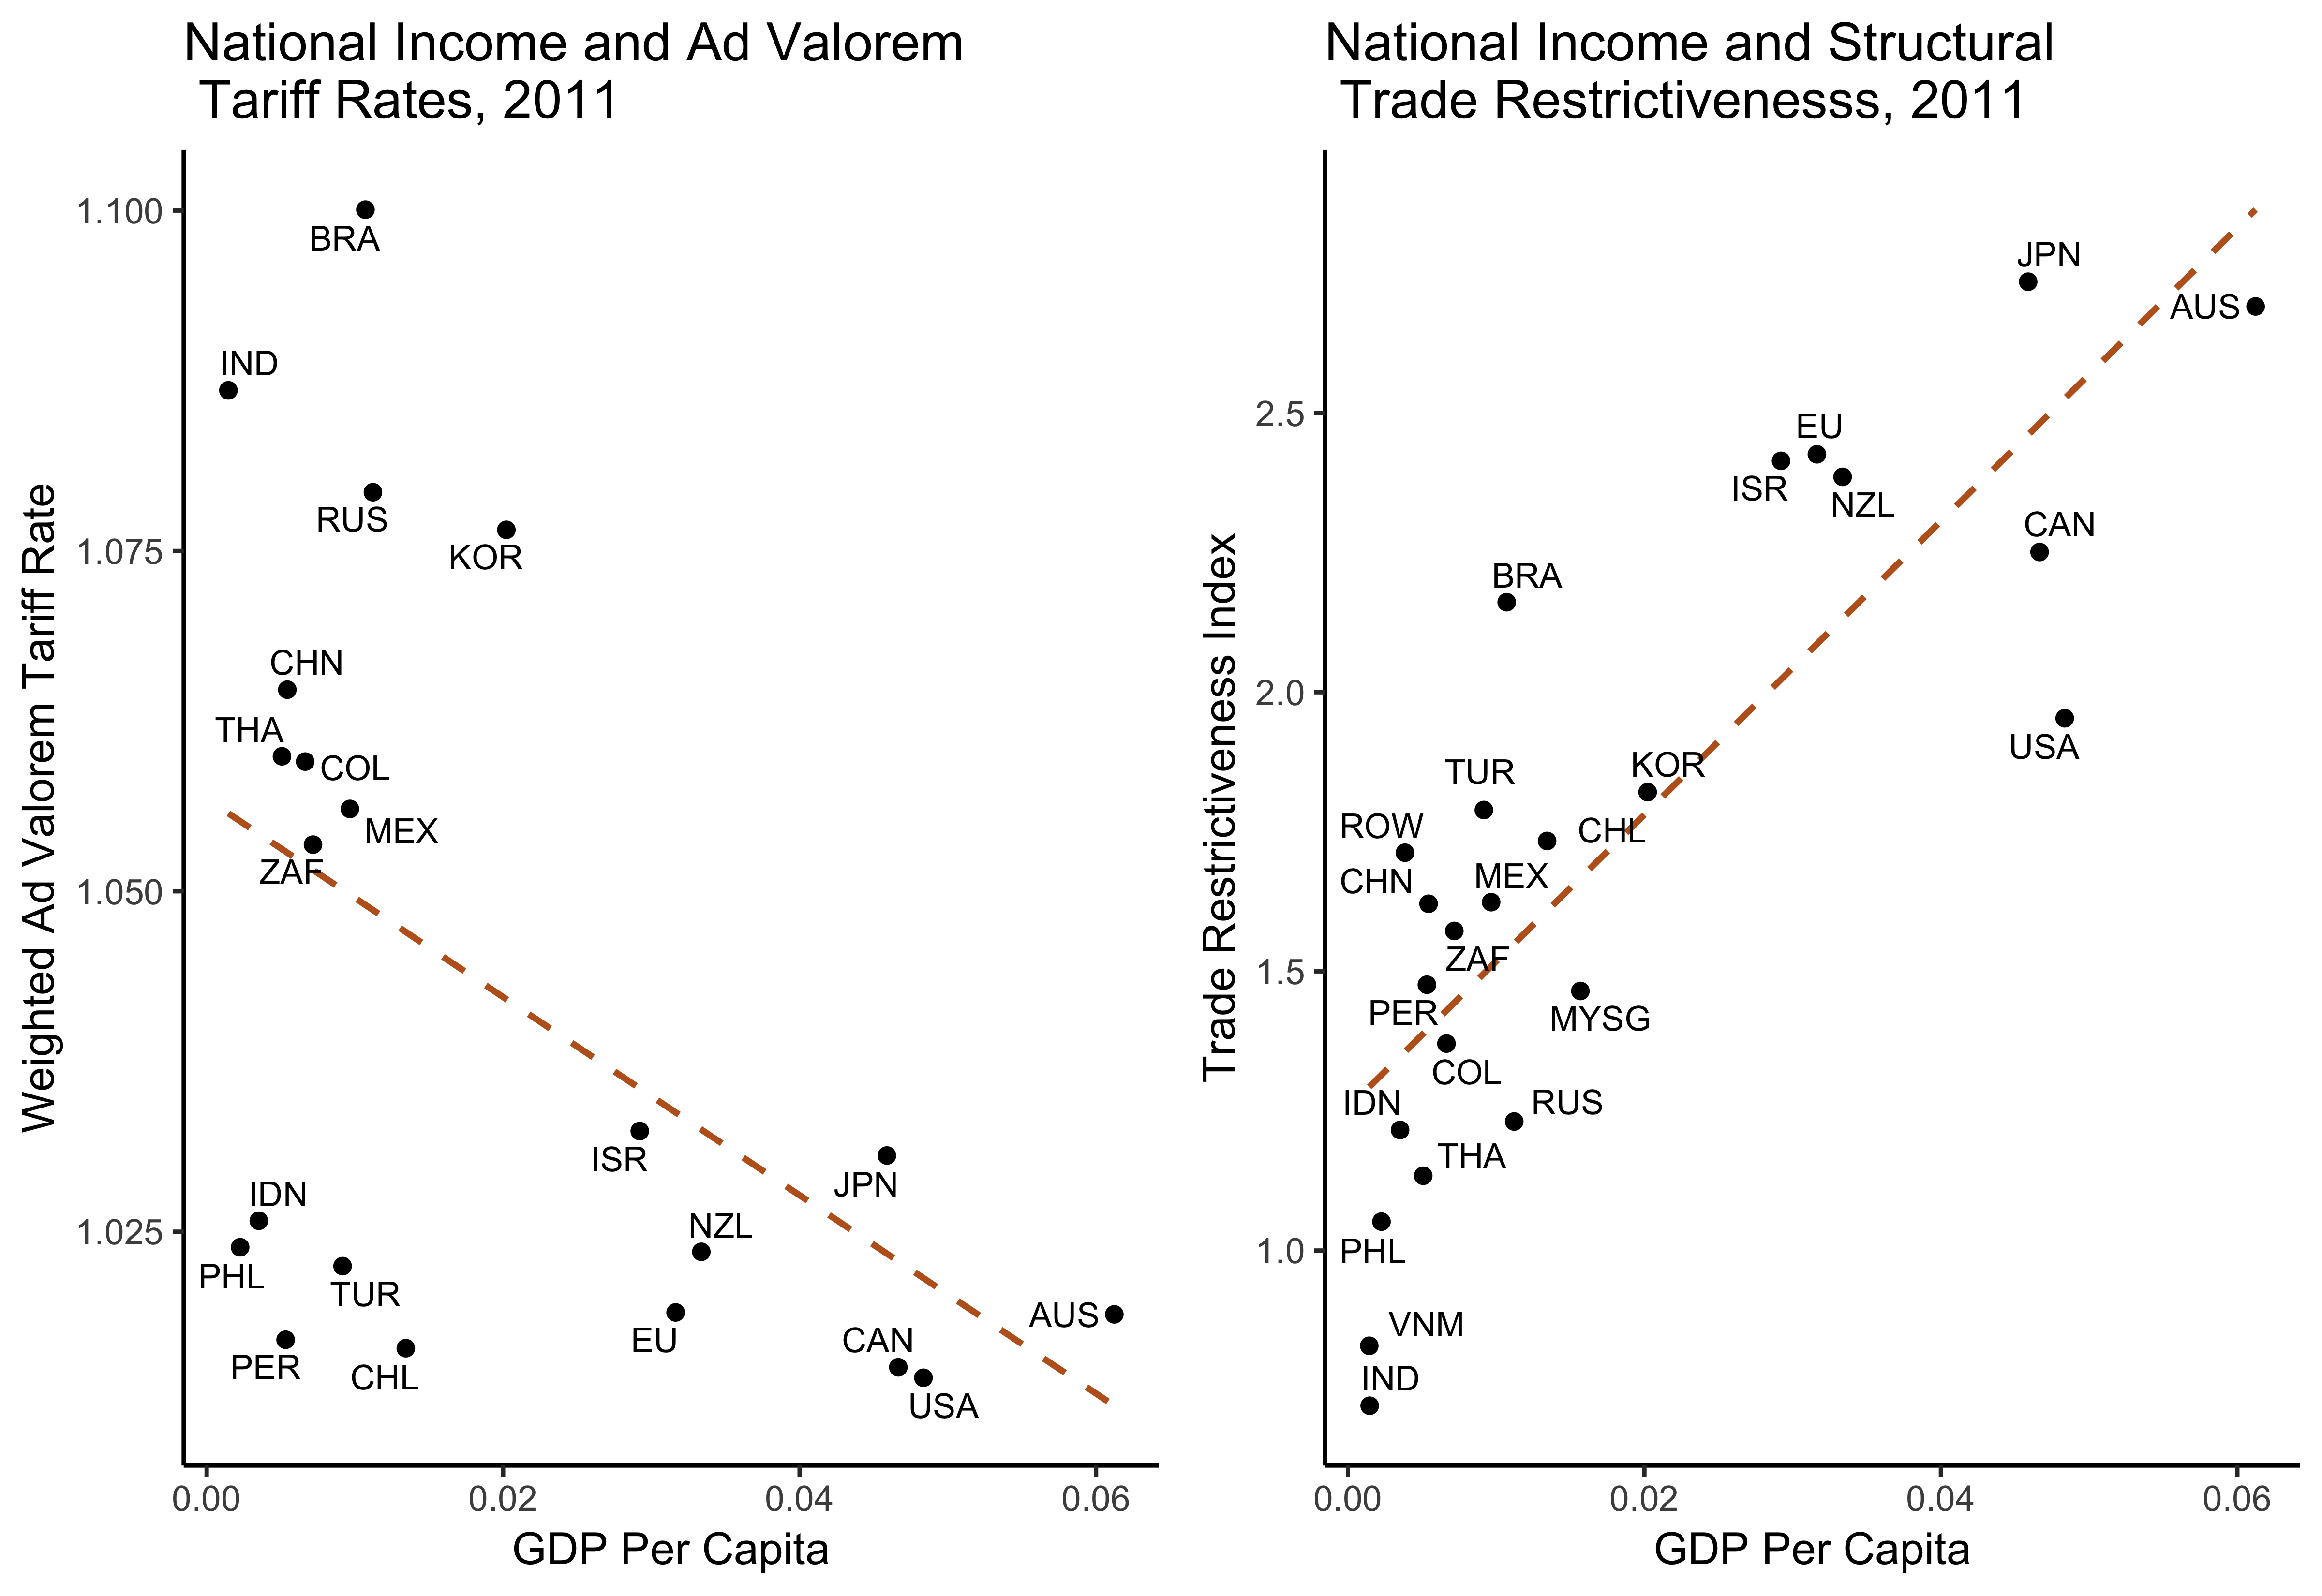 National Income and Ad Valorem
Tariff Rates, 2011
Weighted Ad Valorem Tariff Rate
1.100
1.075
1.050
1.025
BRA
IND
RUS
KOR
CHN
THA
COL
MEX
ZAF
ISR
JPN
IDN
NZL
PHL
TUR
EU
AUS
CAN
PER
CHL
USA
0.00 0.02 0.04 0.06
GDP Per Capita
National Income and Structural
Trade Restrictivenesss, 2011
Trade Restrictiveness Index
2.5
2.0
1.5
1.0
JPN
AUS
EU
ISR
NZL
CAN
BRA
USA
KOR
TUR
ROW
CHL
CHN
MEX
ZAF
PER
MYSG
COL
IDN
RUS
THA
PHL
VNM
IND
0.00 0.02 0.04 0.06
GDP Per Capita